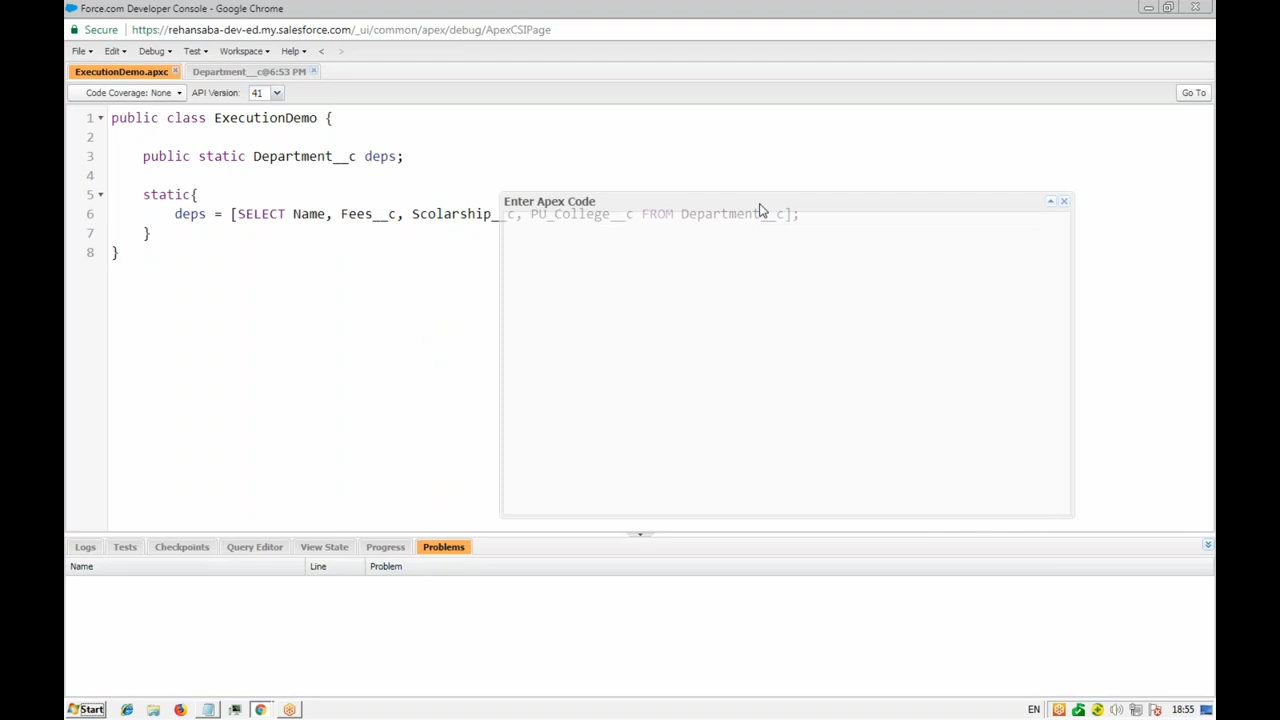 Force.com Developer Console - Google Chrome
Secure https://rehansaba-dev-ed.my.salesforce.com/_ui/common/apex/debug/ApexCSIPage
File Edit Debug Test Workspace Help < >
ExecutionDemo.apxc Department__c@6:53 PM
Code Coverage: None API Version: 41 Go To
1 public class ExecutionDemo {
2
3 public static Department__c deps;
4
5 static{
Enter Apex Code
6 deps = [SELECT Name, Fees__c, Scolarship__c, PU_College__c FROM Department__c];
7 }
8 }
Logs Tests Checkpoints Query Editor View State Progress Problems
Name Line Problem
Start EN 18:55